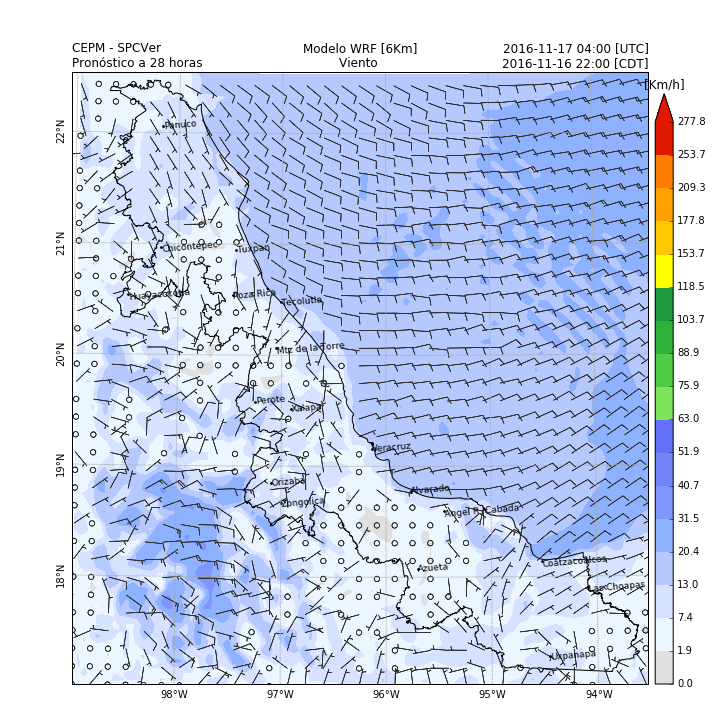 CEPM - SPCVer
Modelo WRF [6Km]
2016-11-17 04:00 [UTC]
Pronóstico a 28 horas
Viento
2016-11-16 22:00 [CDT]
[Km/h]
277.8
253.7
209.3
177.8
153.7
118.5
103.7
88.9
75.9
63.0
51.9
40.7
31.5
20.4
13.0
7.4
1.9
0.0
22°N
21°N
20°N
19°N
18°N
98°W
97°W
96°W
95°W
94°W
Panuco
Chicontepec
Tuxpan
Huayacocotla
Poza Rica
Tecolutla
Mtz de la Torre
Perote
Xalapa
Veracruz
Orizaba
Alvarado
Zongolica
Angel R. Cabada
Azueta
Coatzacoalcos
Las Choapas
Uxpanapa